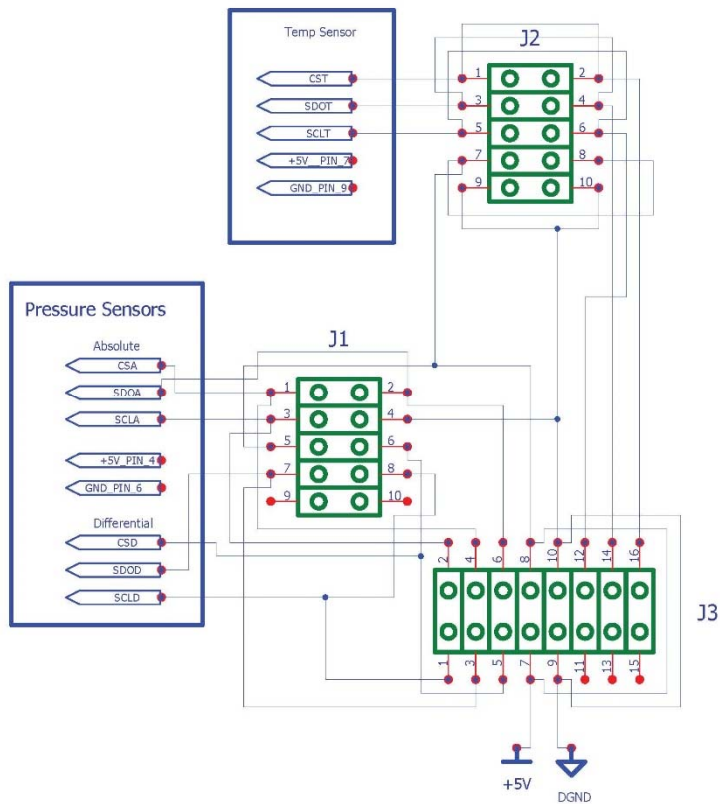 Temp Sensor
CST
SDOT
SCLT
+5V__PIN_7
GND_PIN_9
J2
1 2
3 4
5 6
7 8
9 10
Pressure Sensors
Absolute
CSA
SDOA
SCLA
+5V_PIN_4
GND_PIN_6
Differential
CSD
SDOD
SCLD
J1
1 2
3 4
5 6
7 8
9 10
2 4 6 8 10 12 14 16
J3
1 3 5 7 9 11 13 15
+5V
DGND